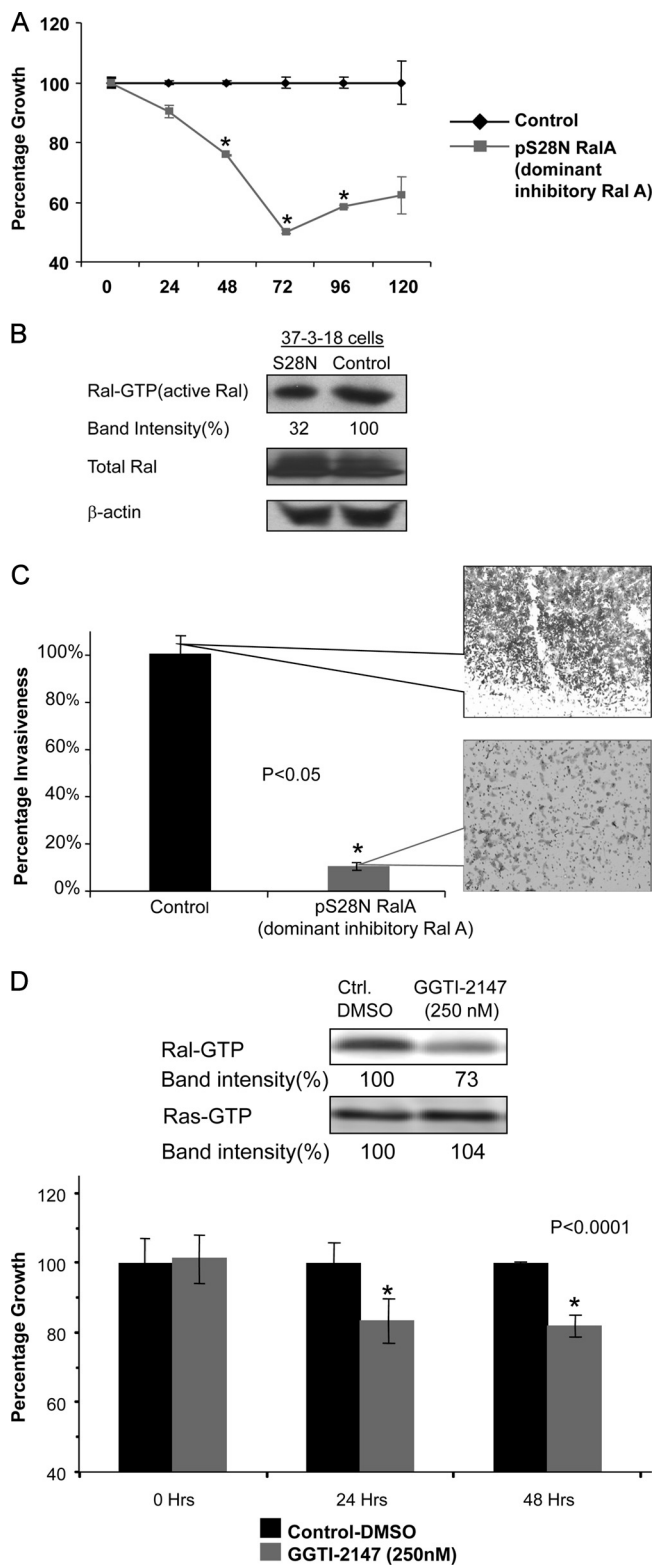 A
Percentage Growth
120
100
80
60
40
0 24 48 72 96 120
*
*
*
Control
pS28N RalA
(dominant
inhibitory Ral A)
B
37-3-18 cells
S28N Control
Ral-GTP(active Ral)
Band Intensity(%) 32 100
Total Ral
β-actin
C
Percentage Invasiveness
100%
80%
60%
40%
20%
0%
P<0.05
*
Control
pS28N RalA
(dominant inhibitory Ral A)
D
Ctrl. DMSO
GGTI-2147 (250 nM)
Ral-GTP
Band intensity(%) 100 73
Ras-GTP
Band intensity(%) 100 104
Percentage Growth
120
100
80
60
40
P<0.0001
*
*
0 Hrs 24 Hrs 48 Hrs
Control-DMSO
GGTI-2147 (250nM)